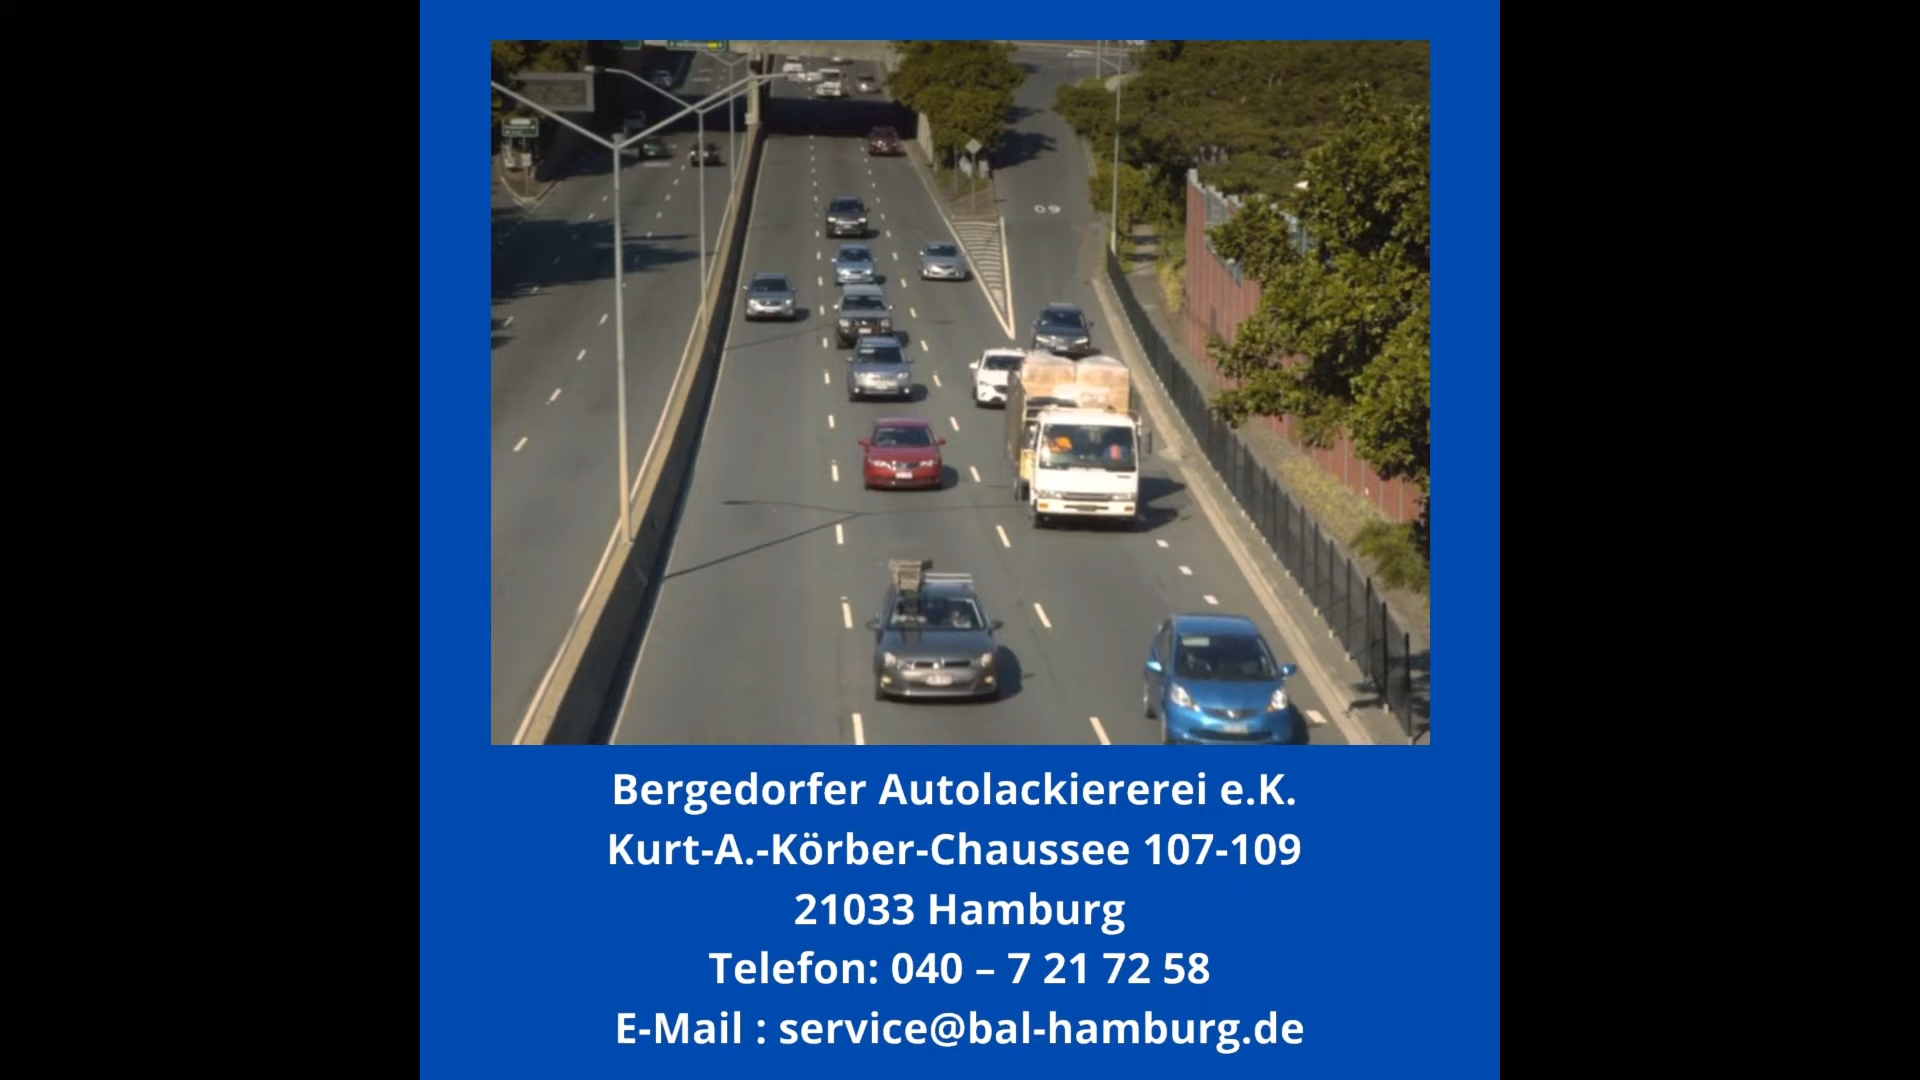 Bergedorfer Autolackiererei e.K.
Kurt-A.-Körber-Chaussee 107-109
21033 Hamburg
Telefon: 040 – 7 21 72 58
E-Mail : service@bal-hamburg.de